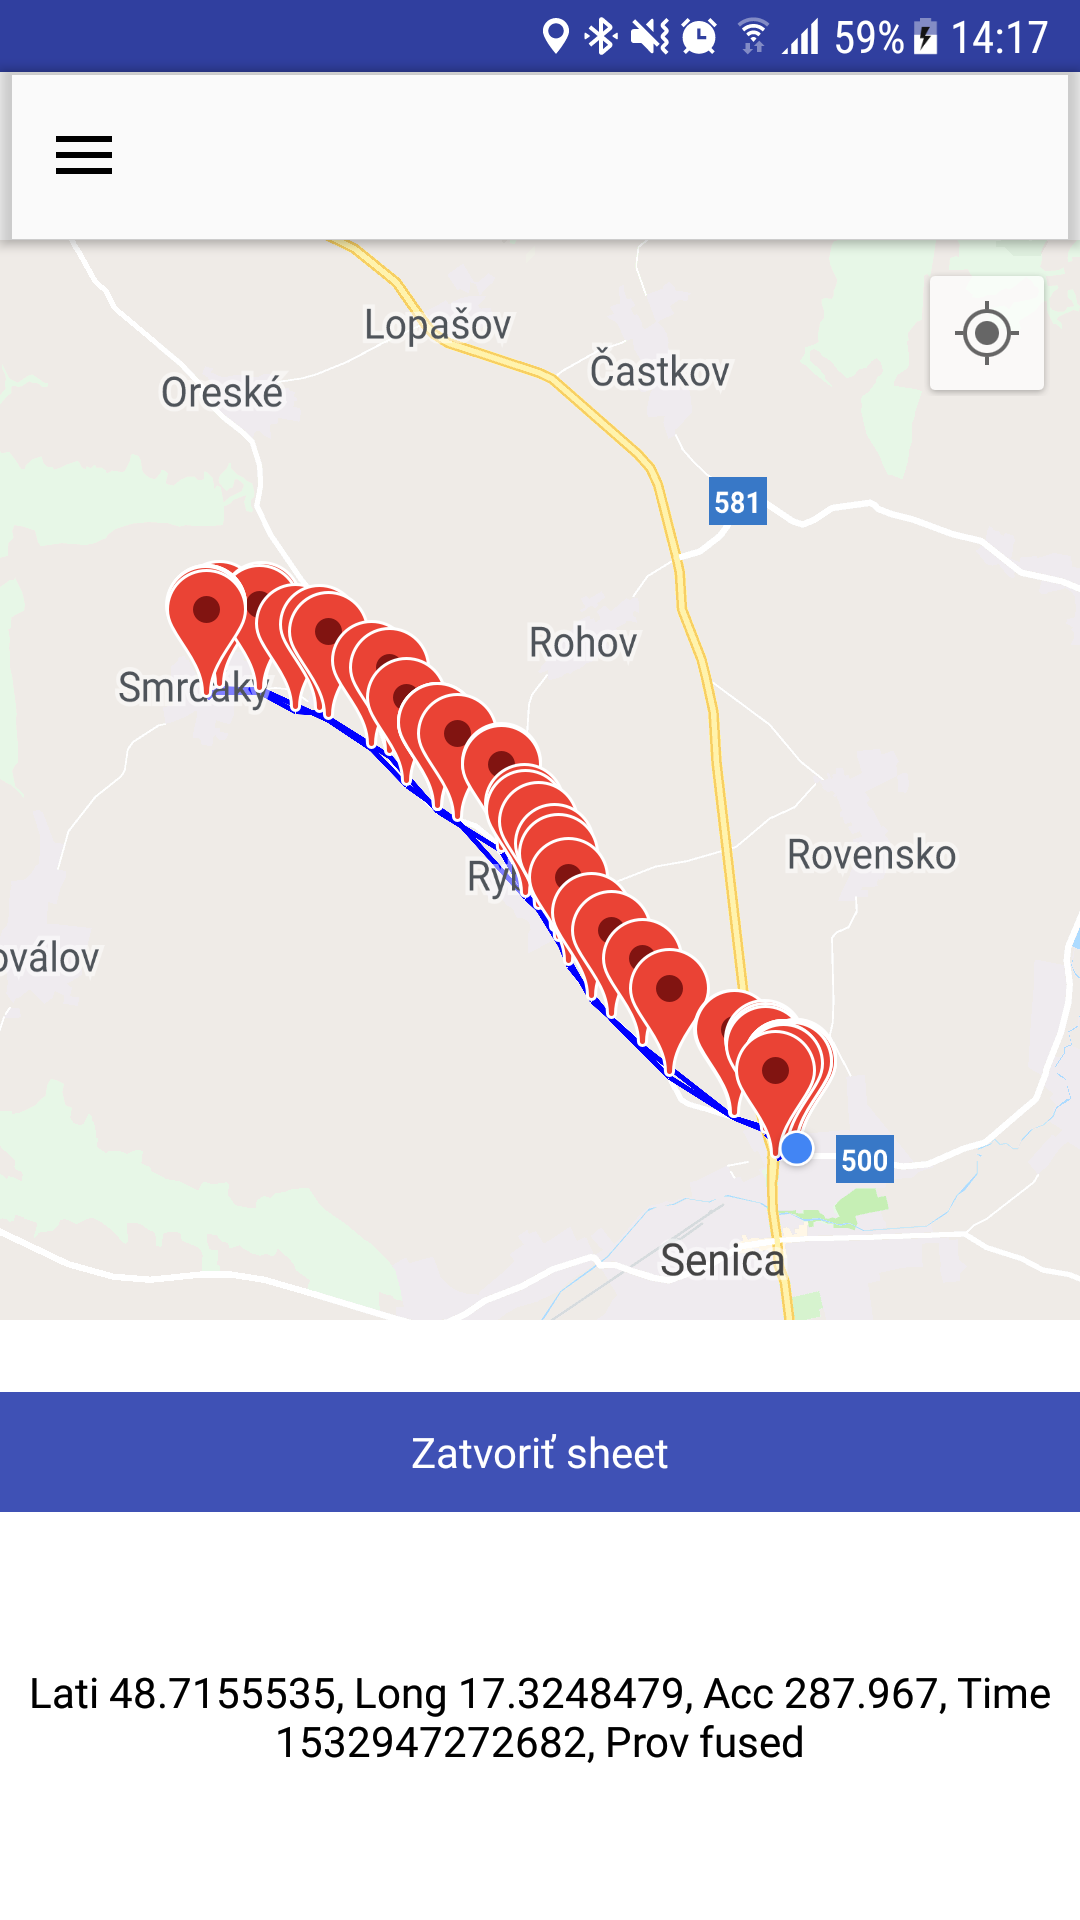 59% 14:17
Lopašov
Častkov
Oreské
581
Rohov
Smrdáky
Rovensko
500
Senica
Zatvoriť sheet
Lati 48.7155535, Long 17.3248479, Acc 287.967, Time
1532947272682, Prov fused